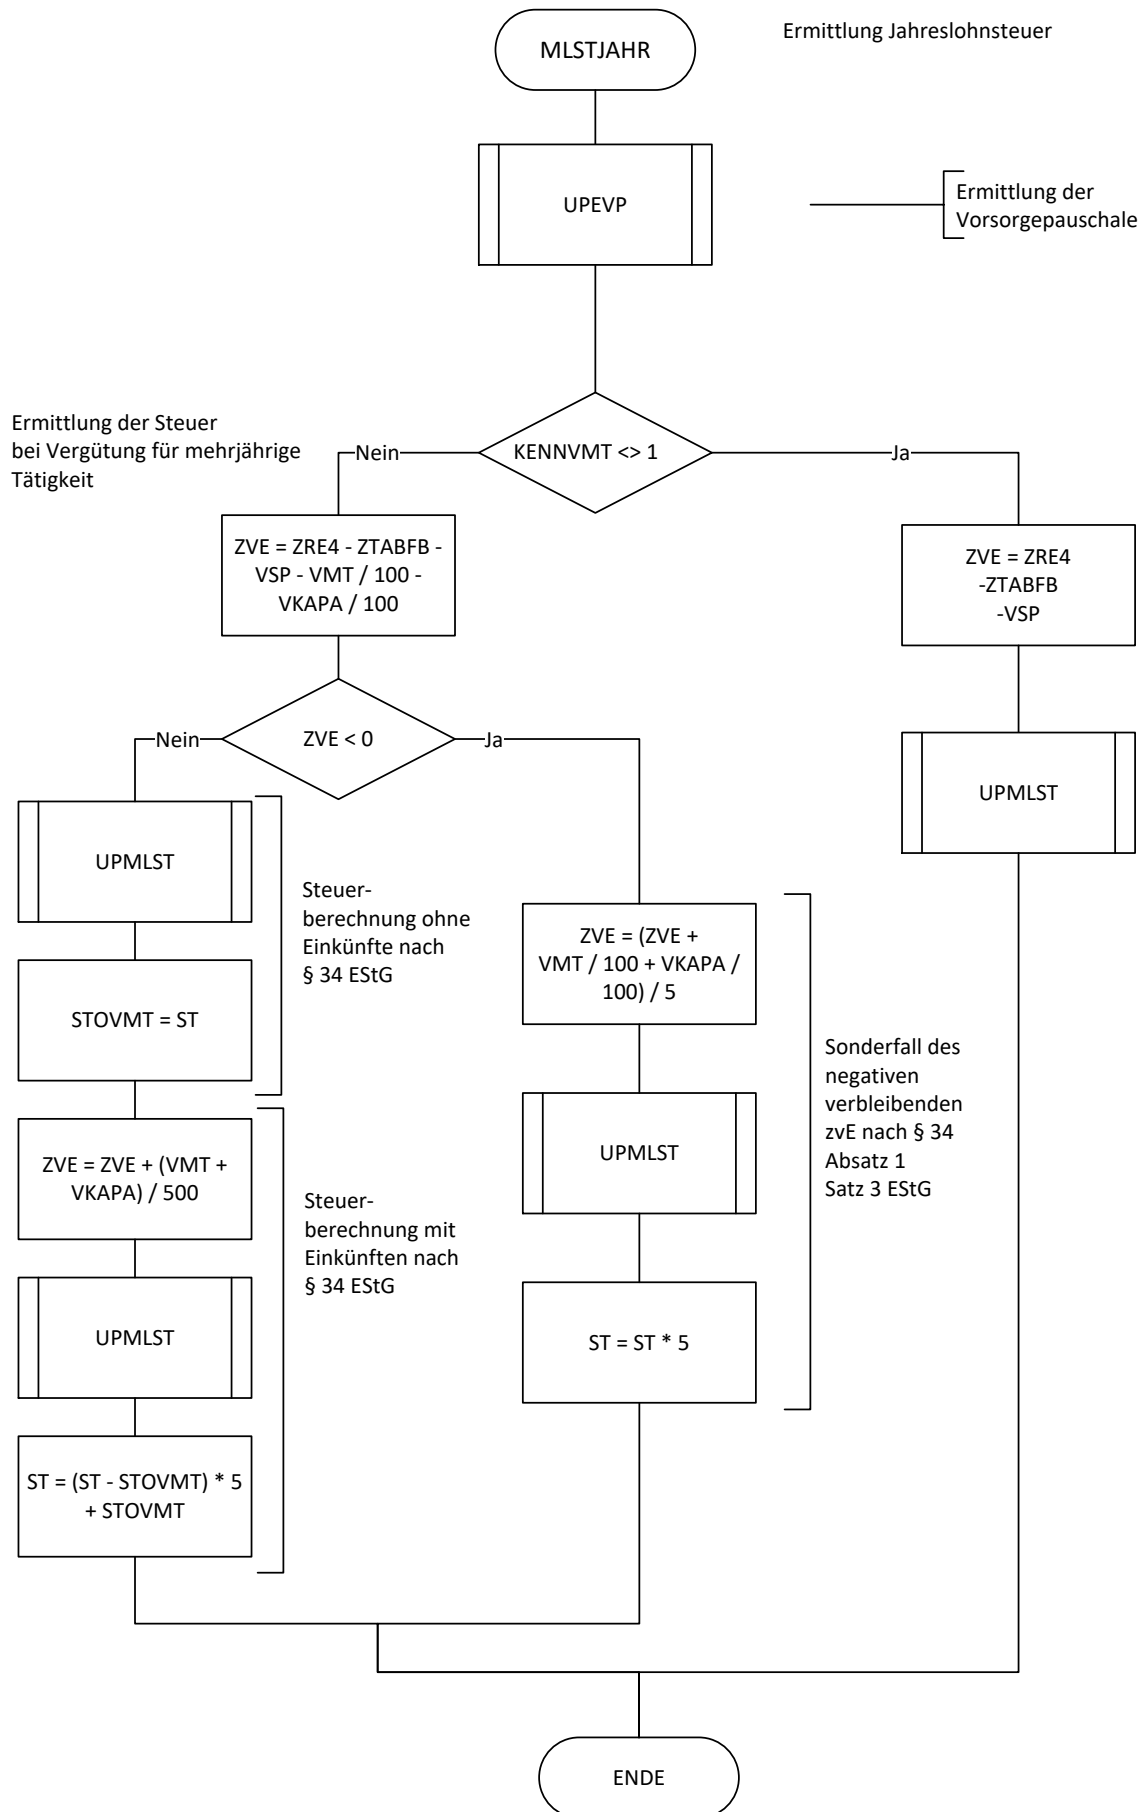 MLSTJAHR
Ermittlung Jahreslohnsteuer
UPEVP
Ermittlung der
Vorsorgepauschale
Ermittlung der Steuer
bei Vergütung für mehrjährige
Tätigkeit
Nein
KENNVMT <> 1
Ja
ZVE = ZRE4 - ZTABFB -
VSP - VMT / 100 -
VKAPA / 100
ZVE = ZRE4
-ZTABFB
-VSP
Nein
ZVE < 0
Ja
UPMLST
UPMLST
Steuer-
berechnung ohne
Einkünfte nach
§ 34 EStG
STOVMT = ST
ZVE = (ZVE +
VMT / 100 + VKAPA /
100) / 5
Sonderfall des
negativen
verbleibenden
zvE nach § 34
Absatz 1
Satz 3 EStG
UPMLST
ZVE = ZVE + (VMT +
VKAPA) / 500
Steuer-
berechnung mit
Einkünften nach
§ 34 EStG
UPMLST
ST = ST * 5
ST = (ST - STOVMT) * 5
+ STOVMT
ENDE